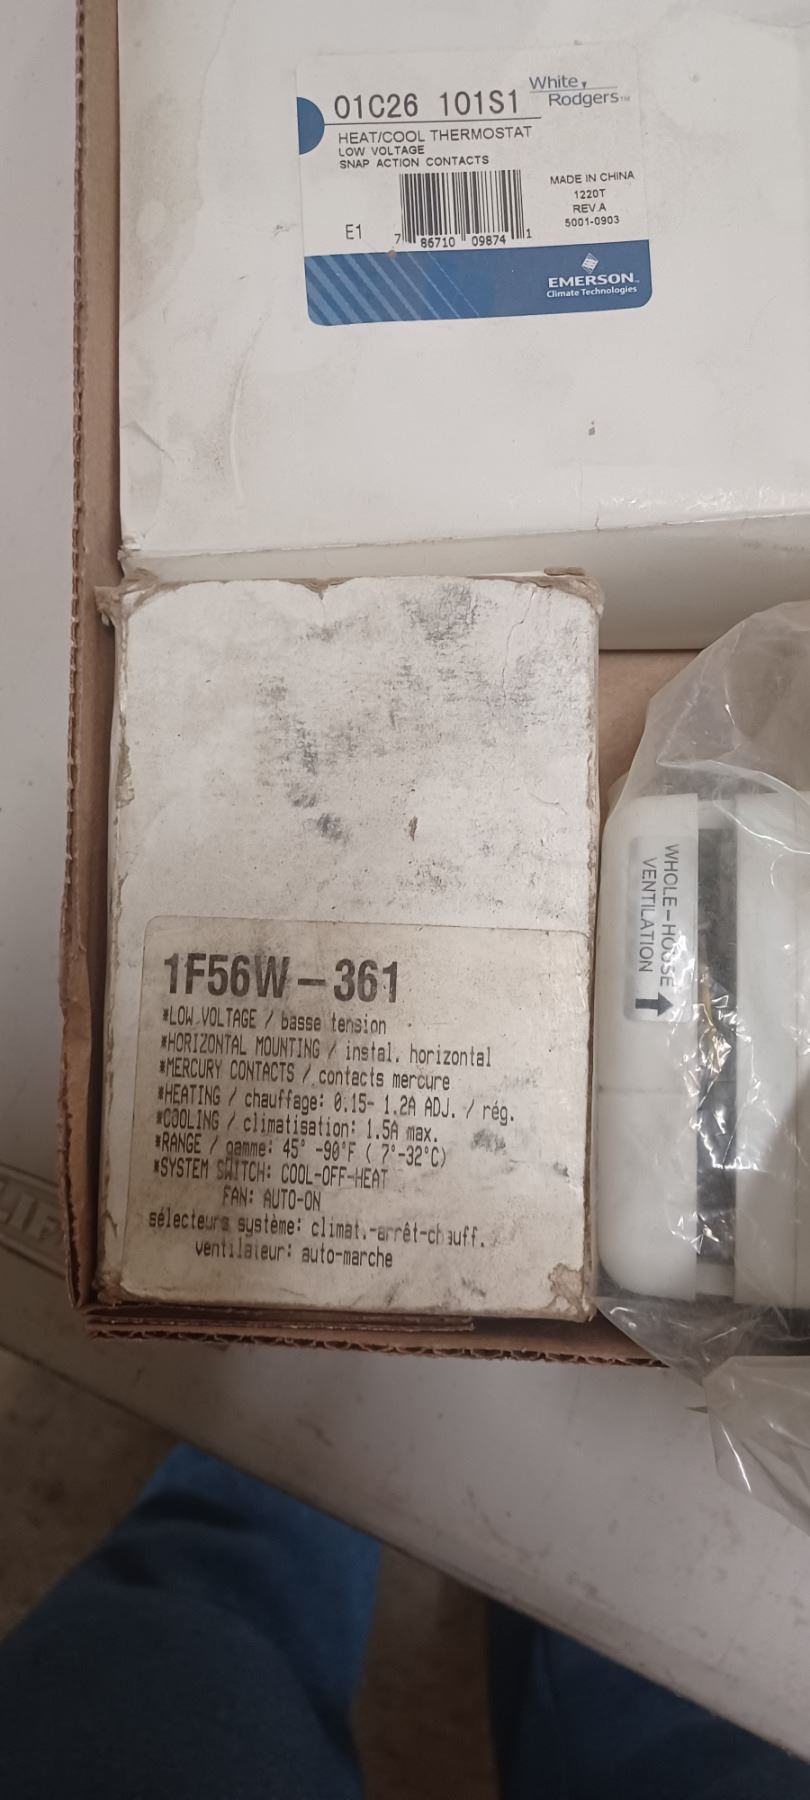 01C26 101S1
White
Rodgers™
HEAT/COOL THERMOSTAT
LOW VOLTAGE
SNAP ACTION CONTACTS
MADE IN CHINA
1220T
REV.A
5001-0903
E1
7 86710 09874 1
EMERSON™
Climate Technologies
1F56W-361
*LOW VOLTAGE / basse tension
*HORIZONTAL MOUNTING / instal. horizontal
*MERCURY CONTACTS / contacts mercure
*HEATING / chauffage: 0.15- 1.2A ADJ. / rég.
*COOLING / climatisation: 1.5A max.
*RANGE / gamme: 45° -90°F ( 7°-32°C)
*SYSTEM SWITCH: COOL-OFF-HEAT
FAN: AUTO-ON
sélecteurs système: climat.-arrêt-chauff.
ventilateur: auto-marche
WHOLE-HOUSE
VENTILATION